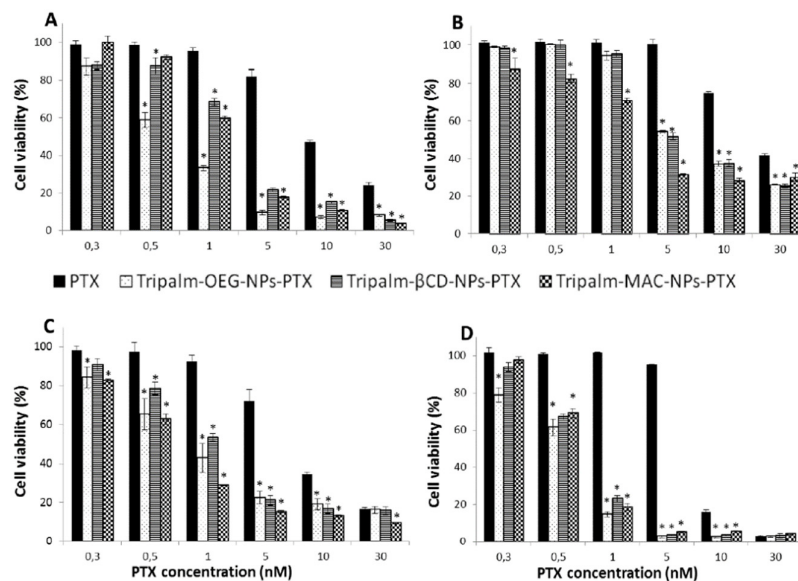 A
Cell viability (%)
100
80
60
40
20
0
0,3 0,5 1 5 10 30
B
Cell viability (%)
100
80
60
40
20
0
0,3 0,5 1 5 10 30
PTX Tripalm-OEG-NPs-PTX Tripalm-βCD-NPs-PTX Tripalm-MAC-NPs-PTX
C
Cell viability (%)
100
80
60
40
20
0
0,3 0,5 1 5 10 30
PTX concentration (nM)
D
Cell viability (%)
100
80
60
40
20
0
0,3 0,5 1 5 10 30
PTX concentration (nM)